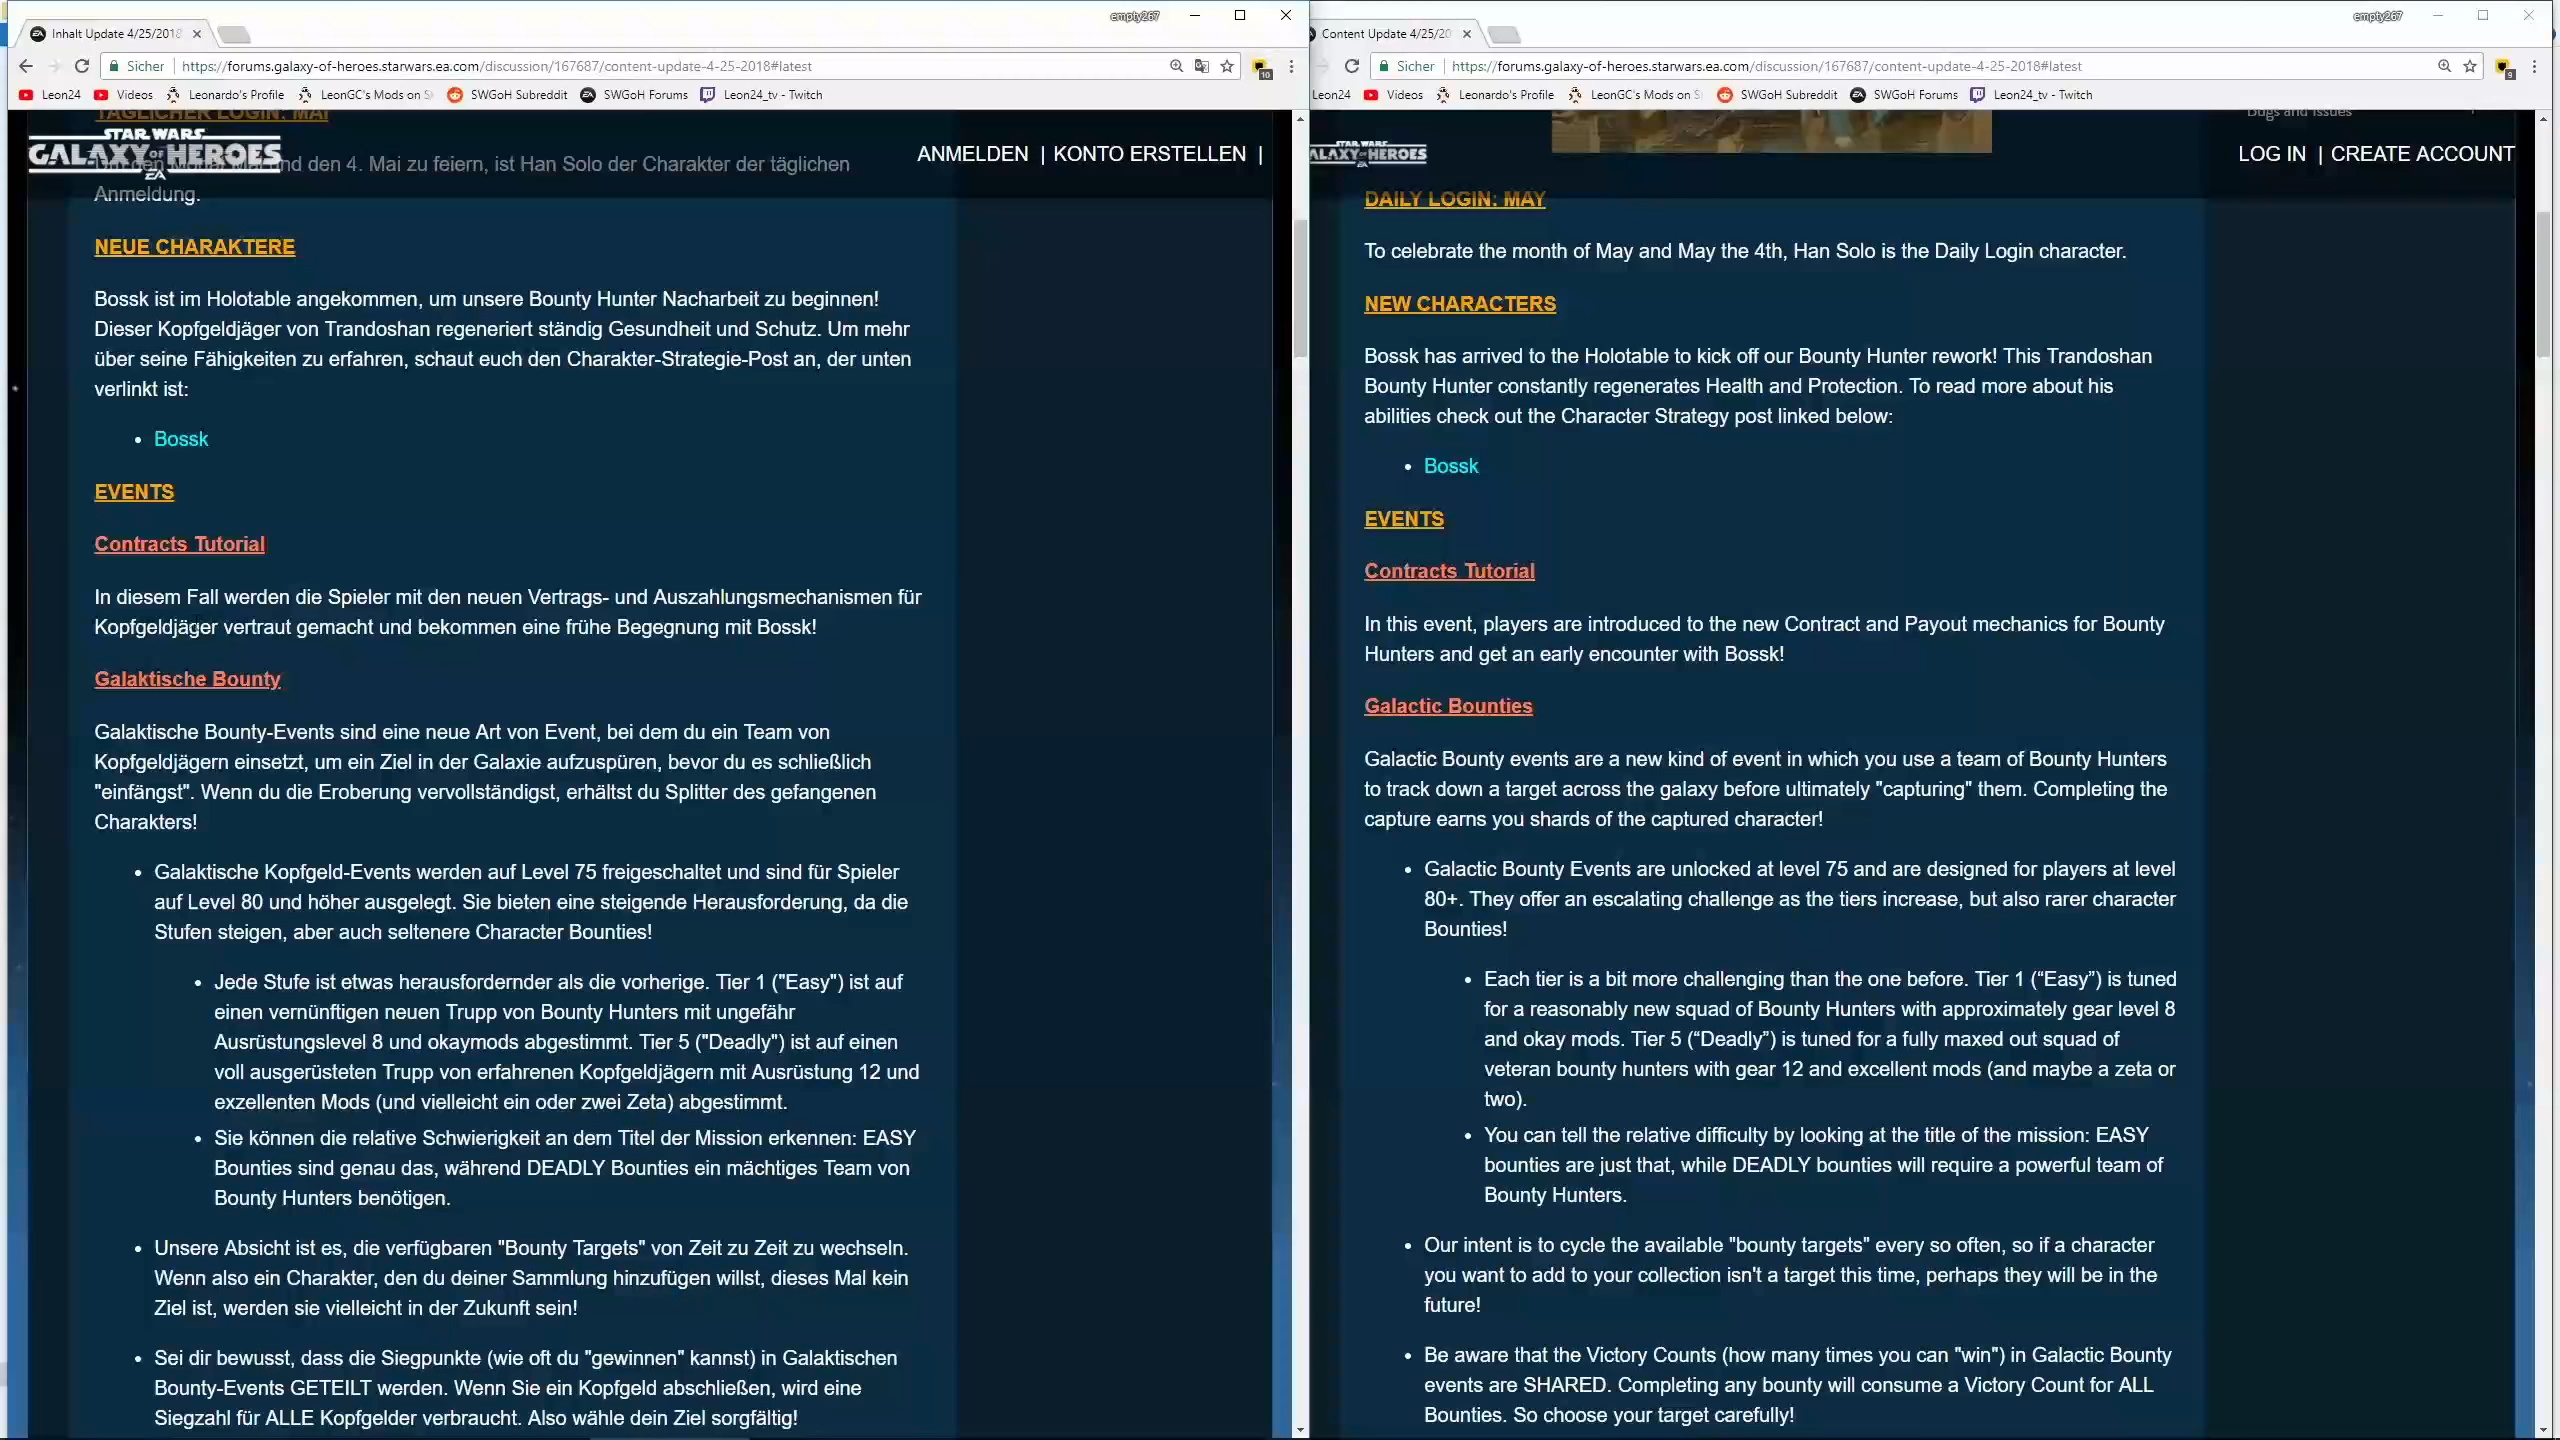 empty267
Inhalt Update 4/25/2018
Sicher | https://forums.galaxy-of-heroes.starwars.ea.com/discussion/167687/content-update-4-25-2018#latest
10
Leon24 Videos Leonardo's Profile LeonGC's Mods on S SWGoH Subreddit SWGoH Forums Leon24_tv - Twitch
TÄGLICHER LOGIN: MAI
STAR WARS
GALAXY OF HEROES
EA
ANMELDEN | KONTO ERSTELLEN |
und den 4. Mai zu feiern, ist Han Solo der Charakter der täglichen
Anmeldung.
NEUE CHARAKTERE
Bossk ist im Holotable angekommen, um unsere Bounty Hunter Nacharbeit zu beginnen!
Dieser Kopfgeldjäger von Trandoshan regeneriert ständig Gesundheit und Schutz. Um mehr
über seine Fähigkeiten zu erfahren, schaut euch den Charakter-Strategie-Post an, der unten
verlinkt ist:
• Bossk
EVENTS
Contracts Tutorial
In diesem Fall werden die Spieler mit den neuen Vertrags- und Auszahlungsmechanismen für
Kopfgeldjäger vertraut gemacht und bekommen eine frühe Begegnung mit Bossk!
Galaktische Bounty
Galaktische Bounty-Events sind eine neue Art von Event, bei dem du ein Team von
Kopfgeldjägern einsetzt, um ein Ziel in der Galaxie aufzuspüren, bevor du es schließlich
"einfängst". Wenn du die Eroberung vervollständigst, erhältst du Splitter des gefangenen
Charakters!
• Galaktische Kopfgeld-Events werden auf Level 75 freigeschaltet und sind für Spieler
auf Level 80 und höher ausgelegt. Sie bieten eine steigende Herausforderung, da die
Stufen steigen, aber auch seltenere Character Bounties!
• Jede Stufe ist etwas herausfordernder als die vorherige. Tier 1 ("Easy") ist auf
einen vernünftigen neuen Trupp von Bounty Hunters mit ungefähr
Ausrüstungslevel 8 und okaymods abgestimmt. Tier 5 ("Deadly") ist auf einen
voll ausgerüsteten Trupp von erfahrenen Kopfgeldjägern mit Ausrüstung 12 und
exzellenten Mods (und vielleicht ein oder zwei Zeta) abgestimmt.
• Sie können die relative Schwierigkeit an dem Titel der Mission erkennen: EASY
Bounties sind genau das, während DEADLY Bounties ein mächtiges Team von
Bounty Hunters benötigen.
• Unsere Absicht ist es, die verfügbaren "Bounty Targets" von Zeit zu Zeit zu wechseln.
Wenn also ein Charakter, den du deiner Sammlung hinzufügen willst, dieses Mal kein
Ziel ist, werden sie vielleicht in der Zukunft sein!
• Sei dir bewusst, dass die Siegpunkte (wie oft du "gewinnen" kannst) in Galaktischen
Bounty-Events GETEILT werden. Wenn Sie ein Kopfgeld abschließen, wird eine
Siegzahl für ALLE Kopfgelder verbraucht. Also wähle dein Ziel sorgfältig!
empty267
Content Update 4/25/20
Sicher | https://forums.galaxy-of-heroes.starwars.ea.com/discussion/167687/content-update-4-25-2018#latest
9
Leon24 Videos Leonardo's Profile LeonGC's Mods on S SWGoH Subreddit SWGoH Forums Leon24_tv - Twitch
Bugs and Issues
STAR WARS
GALAXY OF HEROES
EA
LOG IN | CREATE ACCOUNT
DAILY LOGIN: MAY
To celebrate the month of May and May the 4th, Han Solo is the Daily Login character.
NEW CHARACTERS
Bossk has arrived to the Holotable to kick off our Bounty Hunter rework! This Trandoshan
Bounty Hunter constantly regenerates Health and Protection. To read more about his
abilities check out the Character Strategy post linked below:
• Bossk
EVENTS
Contracts Tutorial
In this event, players are introduced to the new Contract and Payout mechanics for Bounty
Hunters and get an early encounter with Bossk!
Galactic Bounties
Galactic Bounty events are a new kind of event in which you use a team of Bounty Hunters
to track down a target across the galaxy before ultimately "capturing" them. Completing the
capture earns you shards of the captured character!
• Galactic Bounty Events are unlocked at level 75 and are designed for players at level
80+. They offer an escalating challenge as the tiers increase, but also rarer character
Bounties!
• Each tier is a bit more challenging than the one before. Tier 1 (“Easy”) is tuned
for a reasonably new squad of Bounty Hunters with approximately gear level 8
and okay mods. Tier 5 (“Deadly”) is tuned for a fully maxed out squad of
veteran bounty hunters with gear 12 and excellent mods (and maybe a zeta or
two).
• You can tell the relative difficulty by looking at the title of the mission: EASY
bounties are just that, while DEADLY bounties will require a powerful team of
Bounty Hunters.
• Our intent is to cycle the available "bounty targets" every so often, so if a character
you want to add to your collection isn't a target this time, perhaps they will be in the
future!
• Be aware that the Victory Counts (how many times you can "win") in Galactic Bounty
events are SHARED. Completing any bounty will consume a Victory Count for ALL
Bounties. So choose your target carefully!